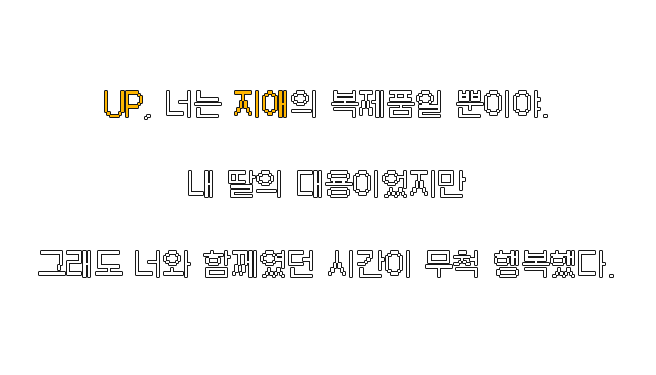 UP, 너는 지애의 복제품일 뿐이야.
내 딸의 대용이었지만
그래도 너와 함께였던 시간이 무척 행복했다.